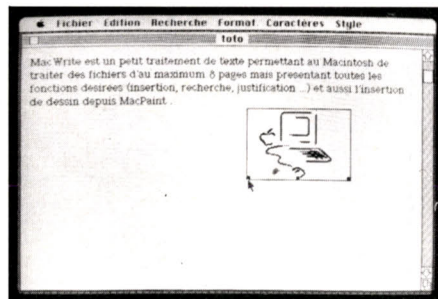 Fichier Edition Recherche Format Caractères Style
toto
MacWrite est un petit traitement de texte permettant au Macintosh de
traiter des fichiers d'au maximum 8 pages mais presentant toutes les
fonctions desirees (insertion, recherche, justification ...) et aussi l'insertion
de dessin depuis MacPaint .